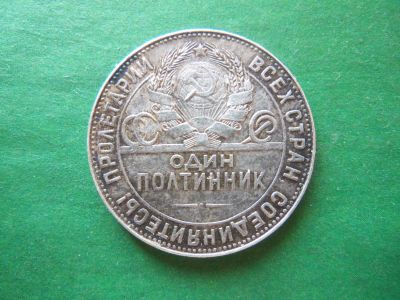 ПРОЛЕТАРИИ ВСЕХ СТРАН СОЕДИНЯЙТЕСЬ
ОДИН
ПОЛТИННИК